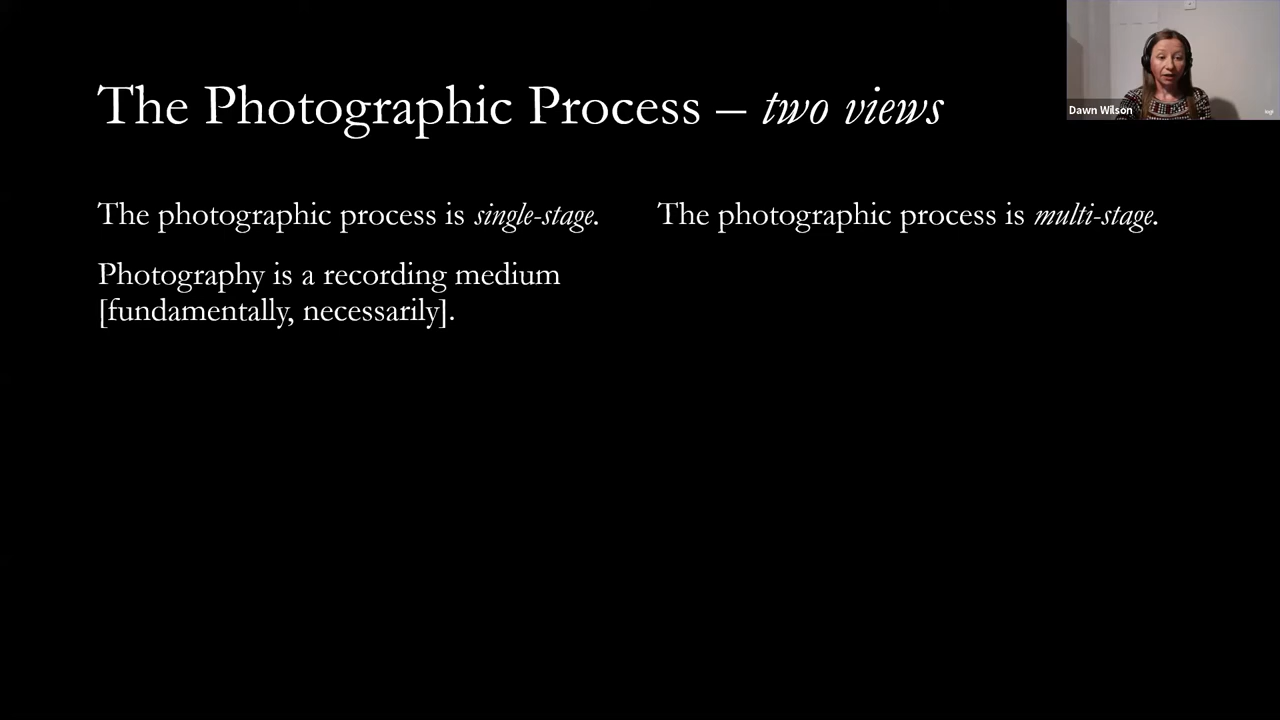 The Photographic Process – two views
Dawn Wilson
The photographic process is single-stage.
The photographic process is multi-stage.
Photography is a recording medium
[fundamentally, necessarily].